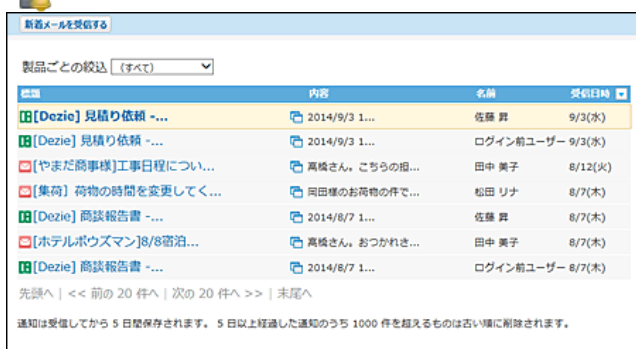 新着メールを受信する
製品ごとの絞込 (すべて)
標題 内容 名前 受信日時
[Dezie] 見積り依頼 -... 2014/9/3 1... 佐藤 昇 9/3(水)
[Dezie] 見積り依頼 -... 2014/9/3 1... ログイン前ユーザー 9/3(水)
[やまだ商事様]工事日程につい... 高橋さん。こちらの担... 田中 美子 8/12(火)
[集荷] 荷物の時間を変更してく... 岡田様のお荷物の件で... 松田 リナ 8/7(木)
[Dezie] 商談報告書 -... 2014/8/7 1... 佐藤 昇 8/7(木)
[ホテルボウズマン]8/8宿泊... 高橋さん。おつかれさ... 田中 美子 8/7(木)
[Dezie] 商談報告書 -... 2014/8/7 1... ログイン前ユーザー 8/7(木)
先頭へ | << 前の 20 件へ | 次の 20 件へ >> | 末尾へ
通知は受信してから 5 日間保存されます。 5 日以上経過した通知のうち 1000 件を超えるものは古い順に削除されます。